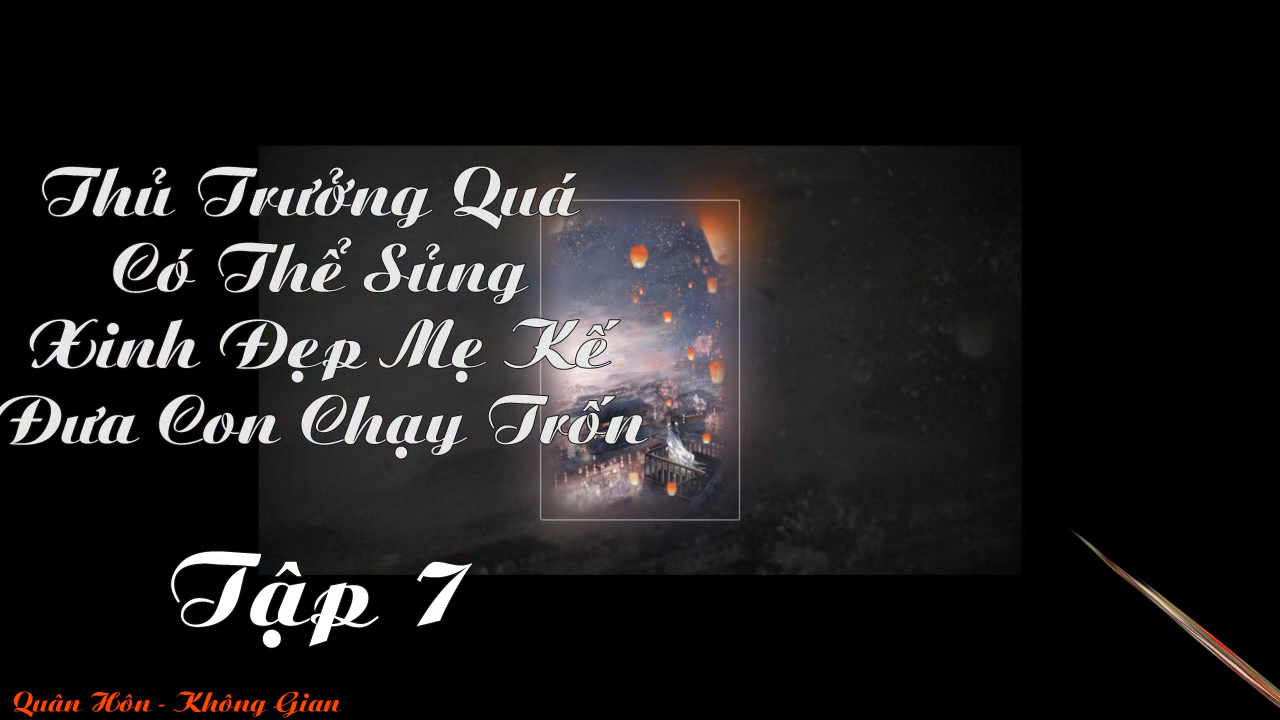 Thủ Trưởng Quá
Có Thể Sủng
Xinh Đẹp Mẹ Kế
Đưa Con Chạy Trốn
Tập 7
Quân Hôn - Không Gian